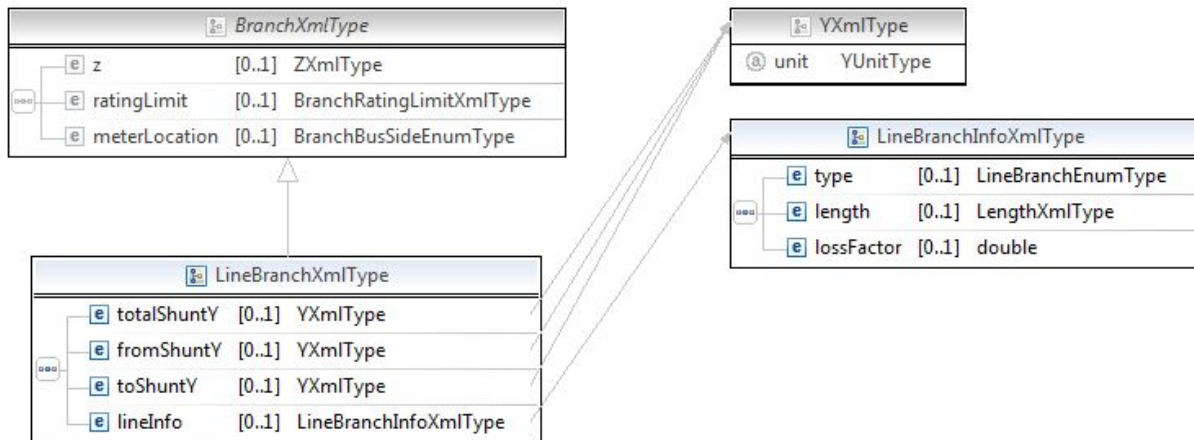 BranchXmlType
z [0..1] ZXmlType
ratingLimit [0..1] BranchRatingLimitXmlType
meterLocation [0..1] BranchBusSideEnumType
YXmlType
a unit YUnitType
LineBranchInfoXmlType
e type [0..1] LineBranchEnumType
e length [0..1] LengthXmlType
e lossFactor [0..1] double
LineBranchXmlType
e totalShuntY [0..1] YXmlType
e fromShuntY [0..1] YXmlType
e toShuntY [0..1] YXmlType
e lineInfo [0..1] LineBranchInfoXmlType